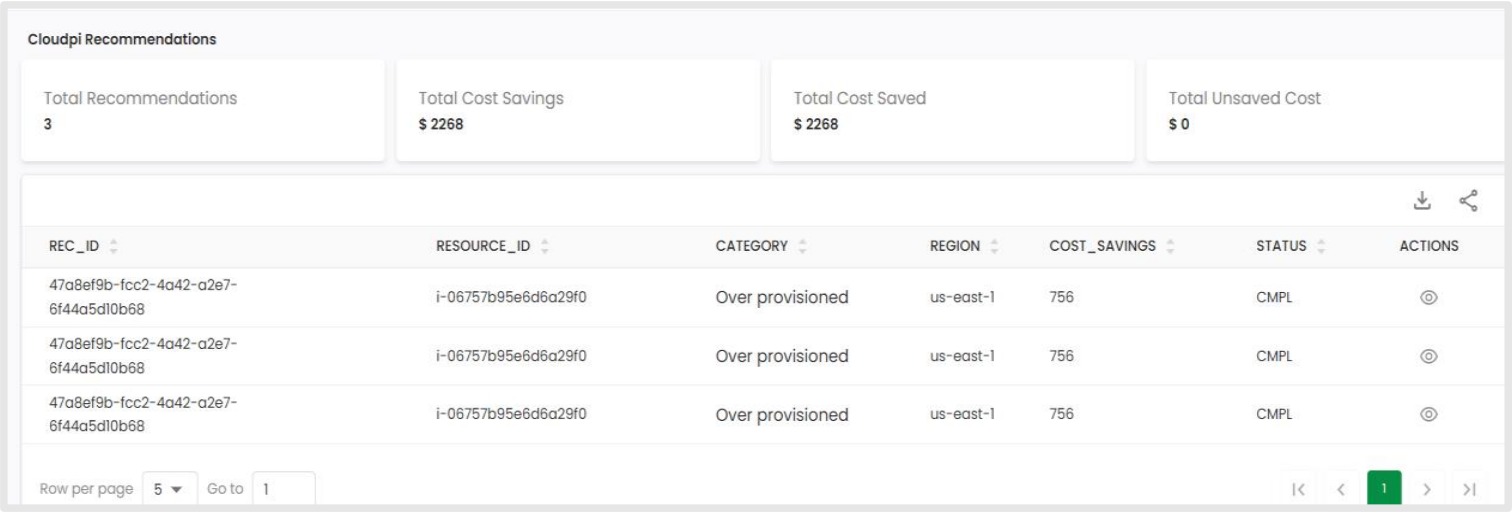 Cloudpi Recommendations
Total Recommendations Total Cost Savings Total Cost Saved Total Unsaved Cost
3 $ 2268 $ 2268 $ 0
REC_ID RESOURCE_ID CATEGORY REGION COST_SAVINGS STATUS ACTIONS
47a8ef9b-fcc2-4a42-a2e7-
6f44a5d10b68 i-06757b95e6d6a29f0 Over provisioned us-east-1 756 CMPL
47a8ef9b-fcc2-4a42-a2e7-
6f44a5d10b68 i-06757b95e6d6a29f0 Over provisioned us-east-1 756 CMPL
47a8ef9b-fcc2-4a42-a2e7-
6f44a5d10b68 i-06757b95e6d6a29f0 Over provisioned us-east-1 756 CMPL
Row per page 5 Go to 1 1